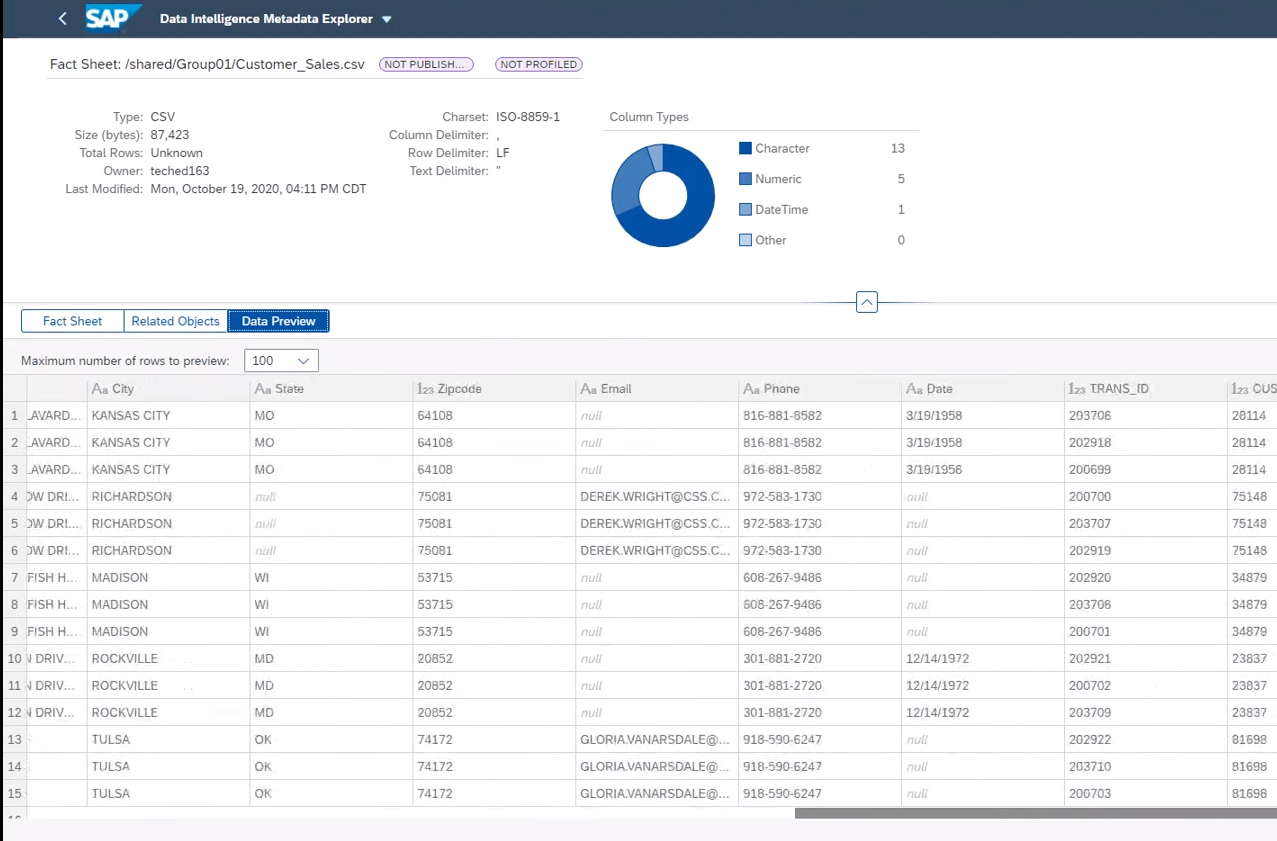 SAP Data Intelligence Metadata Explorer
Fact Sheet: /shared/Group01/Customer_Sales.csv NOT PUBLISH... NOT PROFILED
Type: CSV Charset: ISO-8859-1 Column Types
Size (bytes): 87,423 Column Delimiter: ,
Total Rows: Unknown Row Delimiter: LF
Owner: teched163 Text Delimiter: "
Last Modified: Mon, October 19, 2020, 04:11 PM CDT
Character 13
Numeric 5
DateTime 1
Other 0
Fact Sheet Related Objects Data Preview
Maximum number of rows to preview: 100
Aa City Aa State 123 Zipcode Aa Email Aa Phone Aa Date 123 TRANS_ID 123 CUS
1 LAVARD... KANSAS CITY MO 64108 null 816-881-8582 3/19/1958 203706 28114
2 LAVARD... KANSAS CITY MO 64108 null 816-881-8582 3/19/1958 202918 28114
3 LAVARD... KANSAS CITY MO 64108 null 816-881-8582 3/19/1958 200699 28114
4 OW DRI... RICHARDSON null 75081 DEREK.WRIGHT@CSS.C... 972-583-1730 null 200700 75148
5 OW DRI... RICHARDSON null 75081 DEREK.WRIGHT@CSS.C... 972-583-1730 null 203707 75148
6 OW DRI... RICHARDSON null 75081 DEREK.WRIGHT@CSS.C... 972-583-1730 null 202919 75148
7 FISH H... MADISON WI 53715 null 608-267-9486 null 202920 34879
8 FISH H... MADISON WI 53715 null 608-267-9486 null 203708 34879
9 FISH H... MADISON WI 53715 null 608-267-9486 null 200701 34879
10 N DRIV... ROCKVILLE MD 20852 null 301-881-2720 12/14/1972 202921 23837
11 N DRIV... ROCKVILLE MD 20852 null 301-881-2720 12/14/1972 200702 23837
12 N DRIV... ROCKVILLE MD 20852 null 301-881-2720 12/14/1972 203709 23837
13 TULSA OK 74172 GLORIA.VANARSDALE@... 918-590-6247 null 202922 81698
14 TULSA OK 74172 GLORIA.VANARSDALE@... 918-590-6247 null 203710 81698
15 TULSA OK 74172 GLORIA.VANARSDALE@... 918-590-6247 null 200703 81698